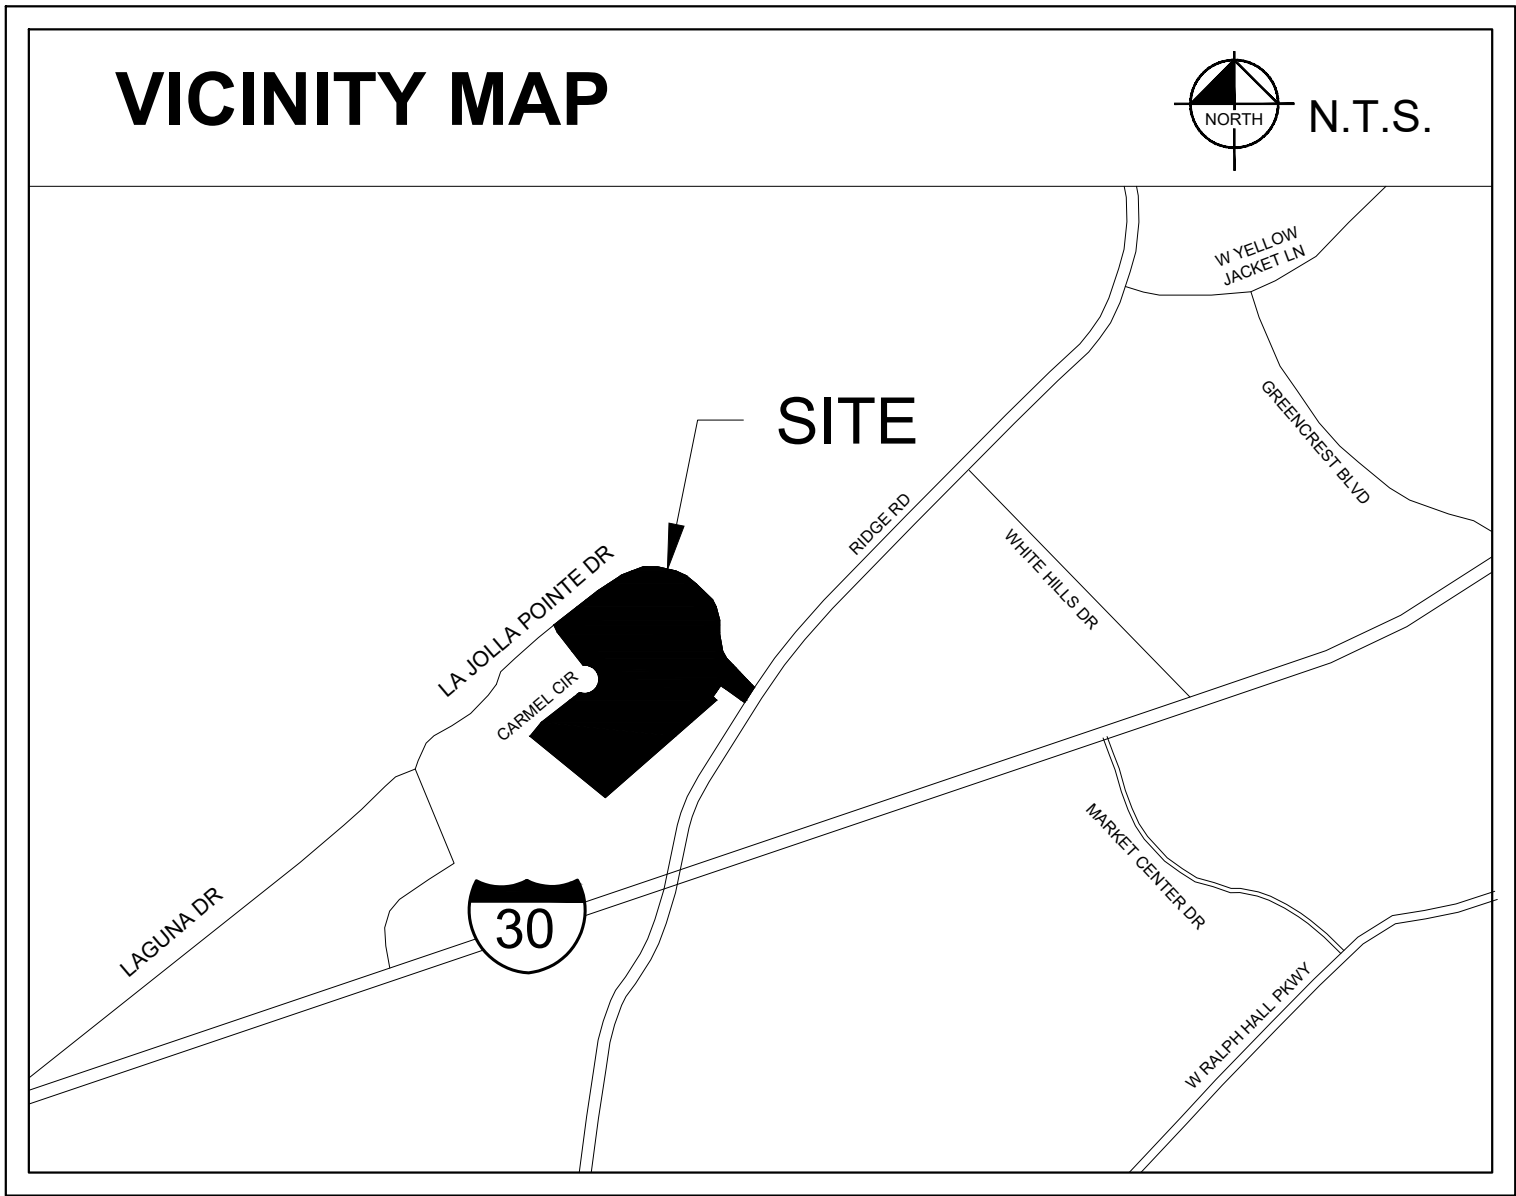 VICINITY MAP
NORTH
N.T.S.
W YELLOW
JACKET LN
GREENCREST BLVD
SITE
RIDGE RD
WHITE HILLS DR
LA JOLLA POINTE DR
CARMEL CIR
MARKET CENTER DR
LAGUNA DR
30
W RALPH HALL PKWY